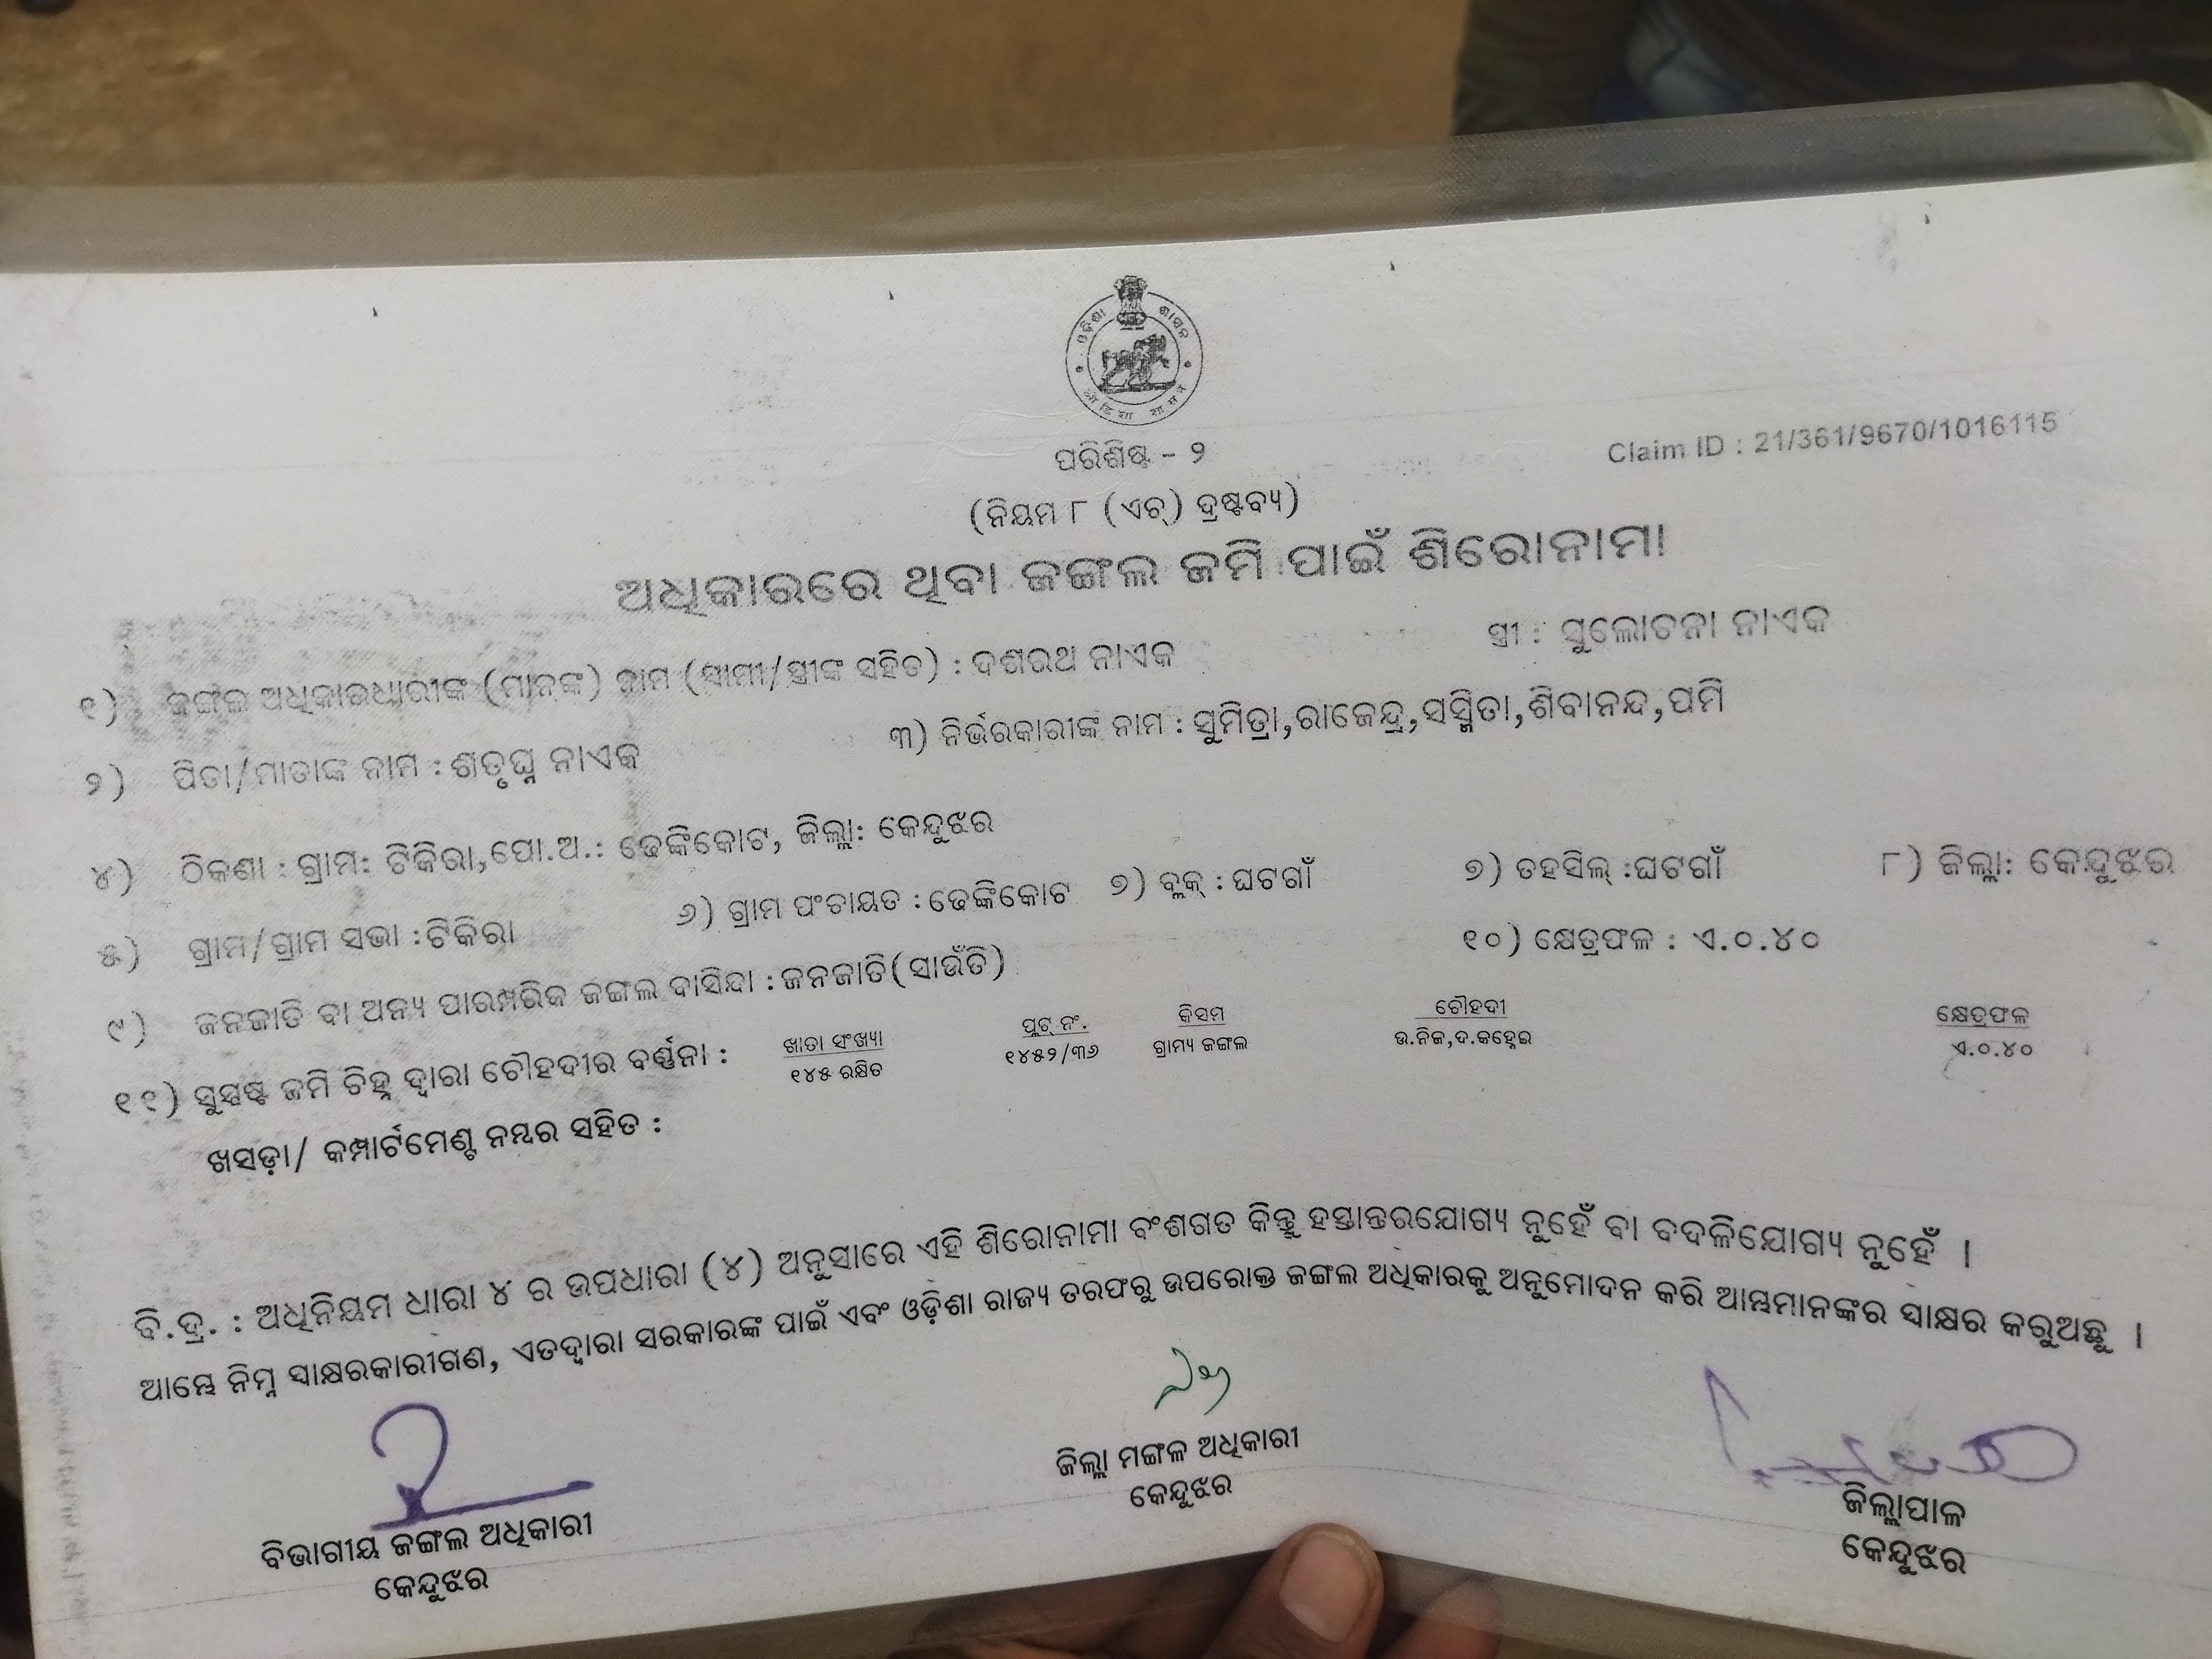 ଓଡ଼ିଶା ଶାସନ
ओडिशा शासन
ପରିଶିଷ୍ଟ - ୨
Claim ID : 21/361/9670/1016115
(ନିୟମ ୮ (ଏଚ୍) ଦ୍ରଷ୍ଟବ୍ୟ)
ଅଧିକାରରେ ଥିବା ଜଙ୍ଗଲ ଜମି ପାଇଁ ଶିରୋନାମା
୧) ଜଙ୍ଗଲ ଅଧିକାରଧାରୀଙ୍କ (ମାନଙ୍କ) ନାମ (ସ୍ୱାମୀ/ସ୍ତ୍ରୀଙ୍କ ସହିତ) : ଦଶରଥ ନାଏକ ସ୍ତ୍ରୀ : ସୁଲୋଚନା ନାଏକ
୨) ପିତା/ମାତାଙ୍କ ନାମ : ଶତୃଘ୍ନ ନାଏକ ୩) ନିର୍ଭରକାରୀଙ୍କ ନାମ : ସୁମିତ୍ରା,ରାଜେନ୍ଦ୍ର,ସସ୍ମିତା,ଶିବାନନ୍ଦ,ପମି
୪) ଠିକଣା : ଗ୍ରାମ: ଟିକିରା,ପୋ.ଅ.: ଢେଙ୍କିକୋଟ, ଜିଲ୍ଲା: କେନ୍ଦୁଝର
୫) ଗ୍ରାମ/ଗ୍ରାମ ସଭା :ଟିକିରା ୬) ଗ୍ରାମ ପଂଚାୟତ : ଢେଙ୍କିକୋଟ ୭) ବ୍ଲକ୍ : ଘଟଗାଁ ୭) ତହସିଲ୍ :ଘଟଗାଁ ୮) ଜିଲ୍ଲା: କେନ୍ଦୁଝର
୯) ଜନଜାତି ବା ଅନ୍ୟ ପାରମ୍ପରିକ ଜଙ୍ଗଲ ବାସିନ୍ଦା : ଜନଜାତି(ସାଉଁତି) ୧୦) କ୍ଷେତ୍ରଫଳ : ଏ.୦.୪୦
୧୧) ସୁସ୍ପଷ୍ଟ ଜମି ଚିହ୍ନ ଦ୍ୱାରା ଚୌହଦୀର ବର୍ଣ୍ଣନା : ଖାତା ସଂଖ୍ୟା ପ୍ଲଟ୍ ନଂ. କିସମ ଚୌହଦୀ କ୍ଷେତ୍ରଫଳ
୧୪୫ ରକ୍ଷିତ ୧୪୫୨/୩୬ ଗ୍ରାମ୍ୟ ଜଙ୍ଗଲ ଉ.ନିଜ,ଦ.କହ୍ନେଇ ଏ.୦.୪୦
ଖସଡ଼ା/ କମ୍ପାର୍ଟମେଣ୍ଟ ନମ୍ବର ସହିତ :
ବି.ଦ୍ର. : ଅଧିନିୟମ ଧାରା ୪ ର ଉପଧାରା (୪) ଅନୁସାରେ ଏହି ଶିରୋନାମା ବଂଶଗତ କିନ୍ତୁ ହସ୍ତାନ୍ତରଯୋଗ୍ୟ ନୁହେଁ ବା ବଦଳିଯୋଗ୍ୟ ନୁହେଁ ।
ଆମ୍ଭେ ନିମ୍ନ ସ୍ୱାକ୍ଷରକାରୀଗଣ, ଏତଦ୍ୱାରା ସରକାରଙ୍କ ପାଇଁ ଏବଂ ଓଡ଼ିଶା ରାଜ୍ୟ ତରଫରୁ ଉପରୋକ୍ତ ଜଙ୍ଗଲ ଅଧିକାରକୁ ଅନୁମୋଦନ କରି ଆମ୍ଭମାନଙ୍କର ସ୍ୱାକ୍ଷର କରୁଅଛୁ ।
ବିଭାଗୀୟ ଜଙ୍ଗଲ ଅଧିକାରୀ
କେନ୍ଦୁଝର
ଜିଲ୍ଲା ମଙ୍ଗଳ ଅଧିକାରୀ
କେନ୍ଦୁଝର
ଜିଲ୍ଲାପାଳ
କେନ୍ଦୁଝର